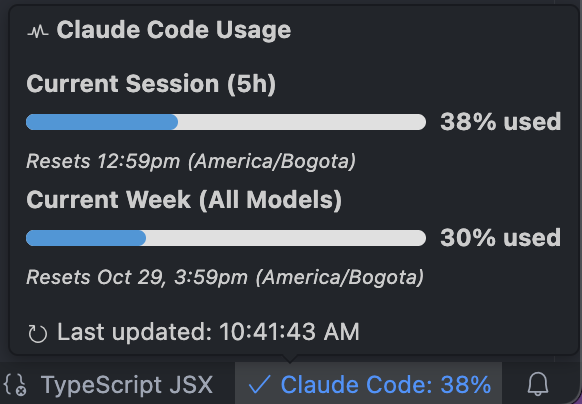 Claude Code Usage
Current Session (5h)
38% used
Resets 12:59pm (America/Bogota)
Current Week (All Models)
30% used
Resets Oct 29, 3:59pm (America/Bogota)
Last updated: 10:41:43 AM
TypeScript JSX Claude Code: 38%